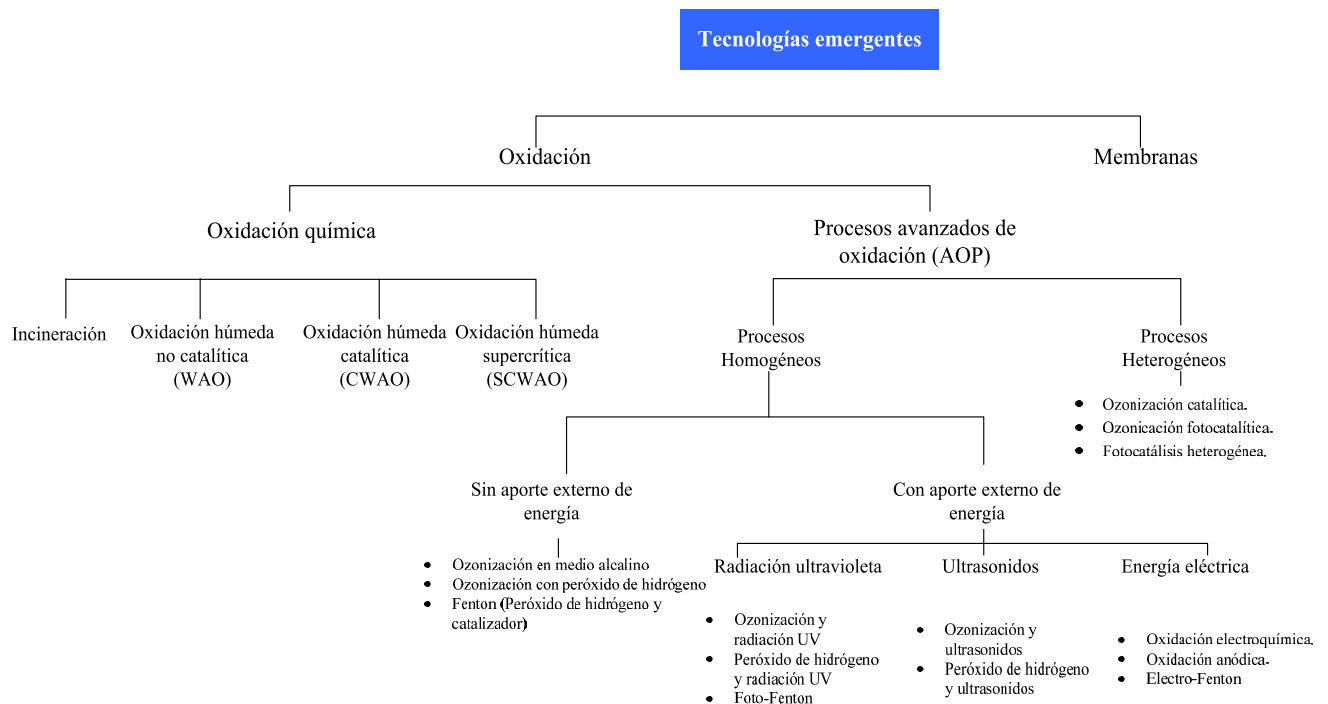 Tecnologías emergentes
Oxidación
Membranas
Oxidación química
Procesos avanzados de
oxidación (AOP)
Incineración
Oxidación húmeda
no catalítica
(WAO)
Oxidación húmeda
catalítica
(CWAO)
Oxidación húmeda
supercrítica
(SCWAO)
Procesos
Homogéneos
Procesos
Heterogéneos
• Ozonización catalítica.
• Ozonicación fotocatalítica.
• Fotocatálisis heterogénea.
Sin aporte externo de
energía
Con aporte externo de
energía
• Ozonización en medio alcalino
• Ozonización con peróxido de hidrógeno
• Fenton (Peróxido de hidrógeno y
catalizador)
Radiación ultravioleta
Ultrasonidos
Energía eléctrica
• Ozonización y
radiación UV
• Peróxido de hidrógeno
y radiación UV
• Foto-Fenton
• Ozonización y
ultrasonidos
• Peróxido de hidrógeno
y ultrasonidos
• Oxidación electroquímica.
• Oxidación anódica.
• Electro-Fenton